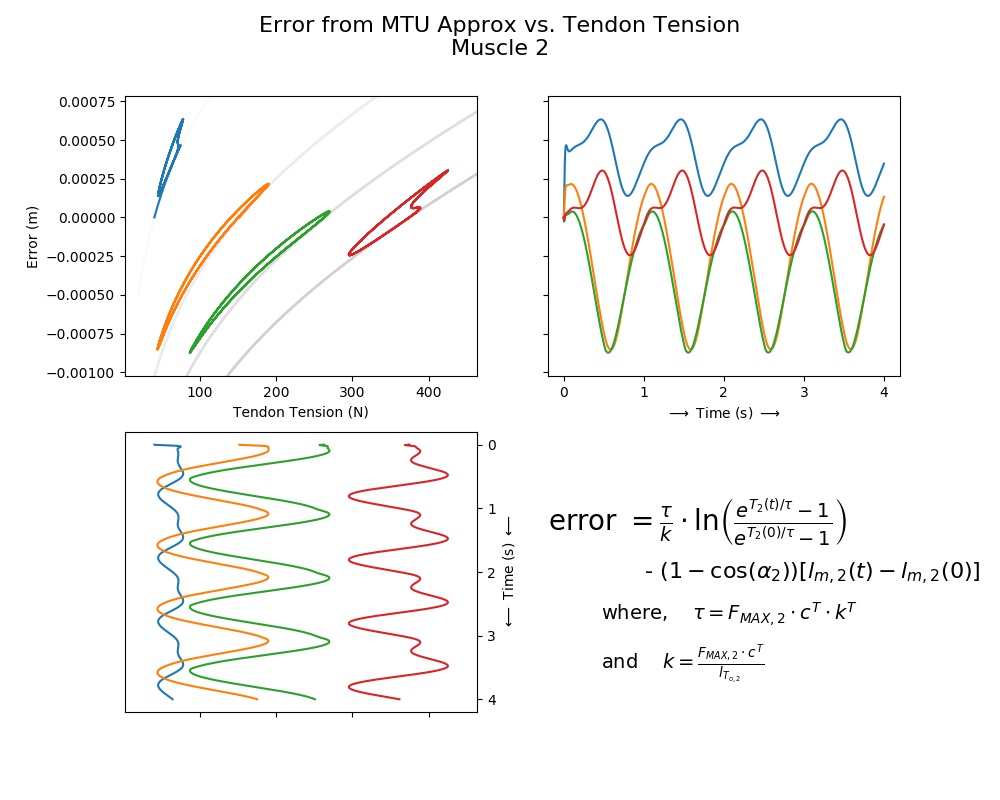 Error from MTU Approx vs. Tendon Tension
Muscle 2
0.00075
0.00050
0.00025
0.00000
−0.00025
−0.00050
−0.00075
−0.00100
Error (m)
100 200 300 400
Tendon Tension (N)
0 1 2 3 4
⟶ Time (s) ⟶
0
1
2
3
4
⟵ Time (s) ⟵
error = τ/k · ln((e^{T_2(t)/τ} − 1)/(e^{T_2(0)/τ} − 1))
- (1 − cos(α_2))[l_{m,2}(t) − l_{m,2}(0)]
where, τ = F_{MAX,2} · c^T · k^T
and k = (F_{MAX,2} · c^T)/l_{T_{o,2}}